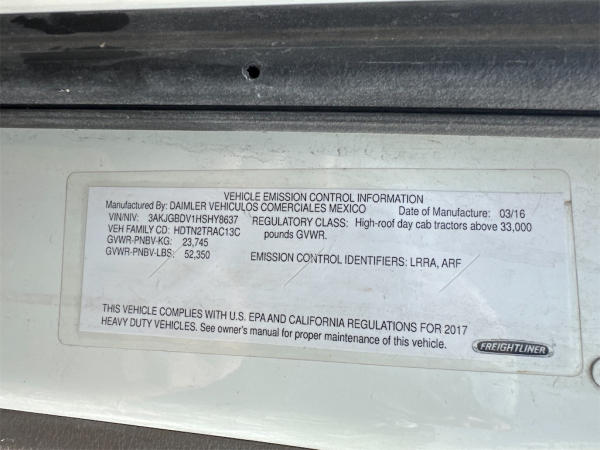 VEHICLE EMISSION CONTROL INFORMATION
Manufactured By: DAIMLER VEHICULOS COMERCIALES MEXICO Date of Manufacture: 03/16
VIN/NIV: 3AKJGBDV1HSHY8637 REGULATORY CLASS: High-roof day cab tractors above 33,000
VEH FAMILY CD: HDTN2TRAC13C pounds GVWR.
GVWR-PNBV-KG: 23,745
GVWR-PNBV-LBS: 52,350 EMISSION CONTROL IDENTIFIERS: LRRA, ARF
THIS VEHICLE COMPLIES WITH U.S. EPA AND CALIFORNIA REGULATIONS FOR 2017
HEAVY DUTY VEHICLES. See owner's manual for proper maintenance of this vehicle.
FREIGHTLINER